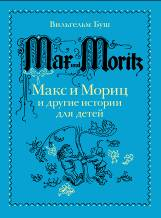 Вильгельм Буш
Max und Moritz
Макс и Мориц
и другие истории
для детей